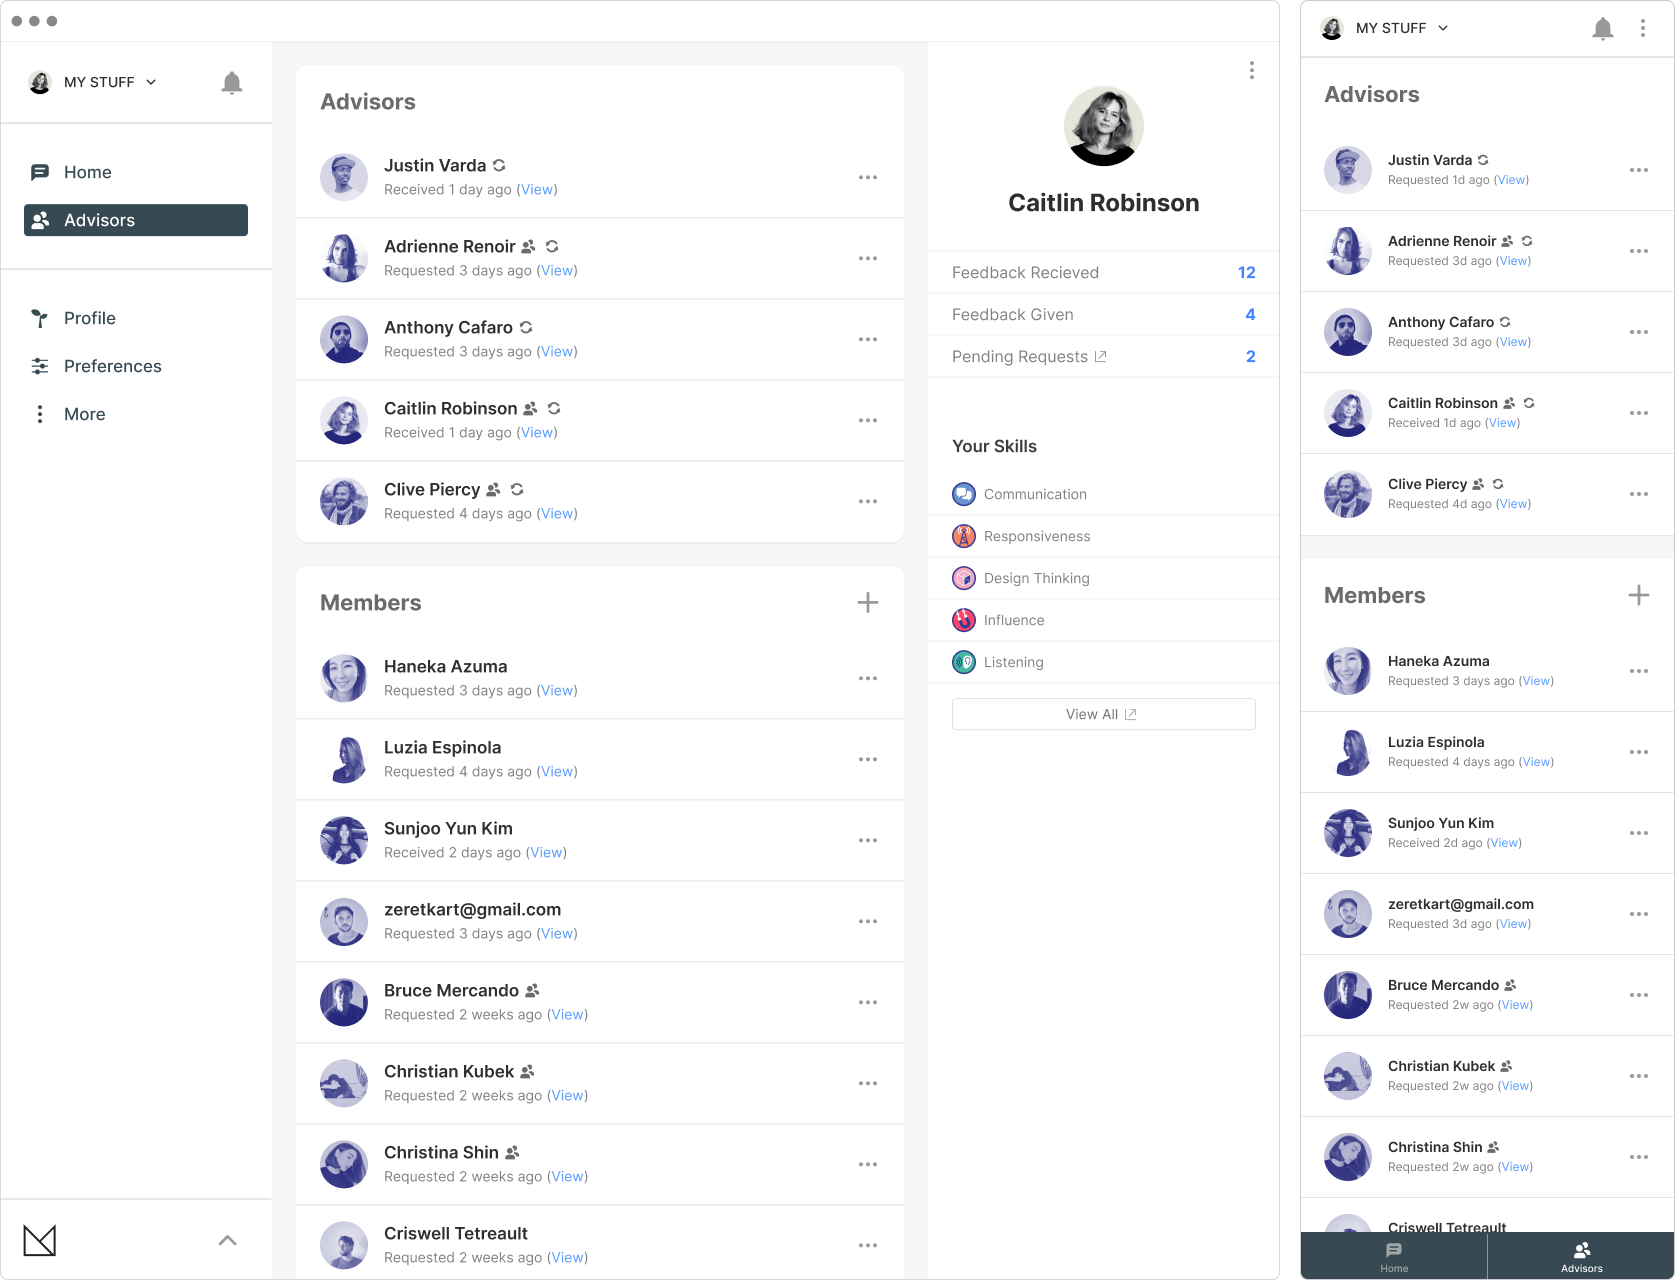 MY STUFF
Home
Advisors
Profile
Preferences
More
Advisors
Justin Varda
Received 1 day ago (View)
Adrienne Renoir
Requested 3 days ago (View)
Anthony Cafaro
Requested 3 days ago (View)
Caitlin Robinson
Received 1 day ago (View)
Clive Piercy
Requested 4 days ago (View)
Members
Haneka Azuma
Requested 3 days ago (View)
Luzia Espinola
Requested 4 days ago (View)
Sunjoo Yun Kim
Received 2 days ago (View)
zeretkart@gmail.com
Requested 3 days ago (View)
Bruce Mercando
Requested 2 weeks ago (View)
Christian Kubek
Requested 2 weeks ago (View)
Christina Shin
Requested 2 weeks ago (View)
Criswell Tetreault
Requested 2 weeks ago (View)
Caitlin Robinson
Feedback Recieved 12
Feedback Given 4
Pending Requests 2
Your Skills
Communication
Responsiveness
Design Thinking
Influence
Listening
View All
MY STUFF
Advisors
Justin Varda
Requested 1d ago (View)
Adrienne Renoir
Requested 3d ago (View)
Anthony Cafaro
Requested 3d ago (View)
Caitlin Robinson
Received 1d ago (View)
Clive Piercy
Requested 4d ago (View)
Members
Haneka Azuma
Requested 3 days ago (View)
Luzia Espinola
Requested 4 days ago (View)
Sunjoo Yun Kim
Received 2d ago (View)
zeretkart@gmail.com
Requested 3d ago (View)
Bruce Mercando
Requested 2w ago (View)
Christian Kubek
Requested 2w ago (View)
Christina Shin
Requested 2w ago (View)
Criswell Tetreault
Home
Advisors